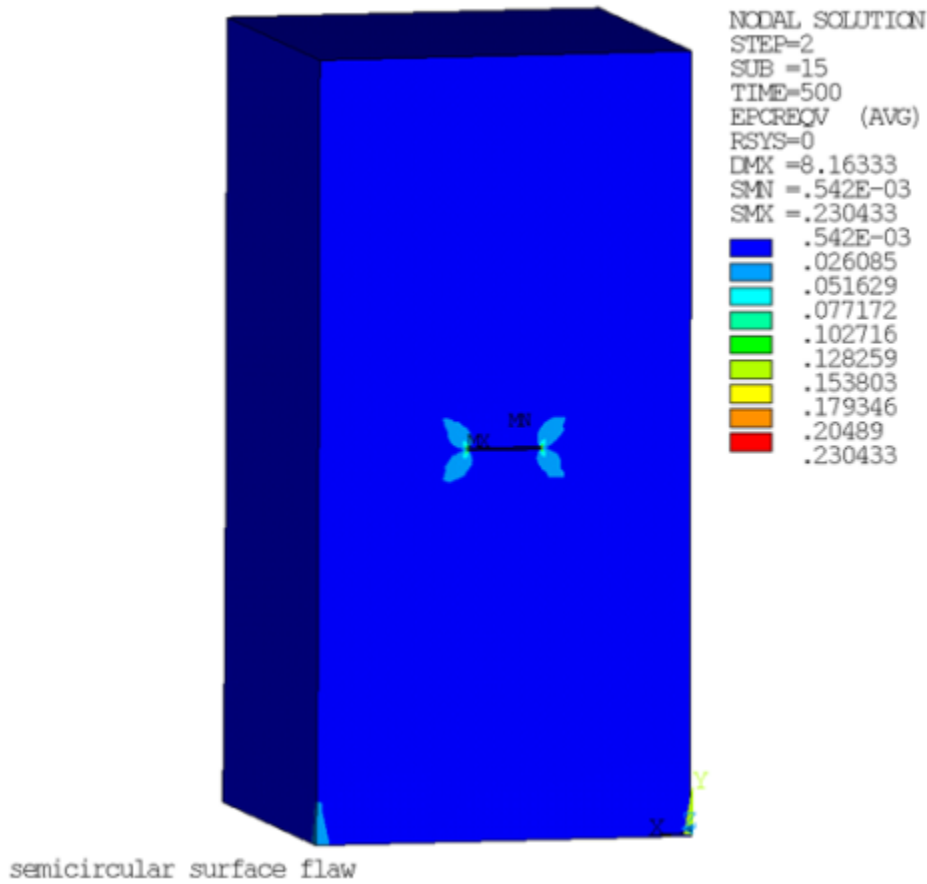 NODAL SOLUTION
STEP=2
SUB =15
TIME=500
EPCREQV (AVG)
RSYS=0
DMX =8.16333
SMN =.542E-03
SMX =.230433
.542E-03
.026085
.051629
.077172
.102716
.128259
.153803
.179346
.20489
.230433
MN
MX
Y
X
semicircular surface flaw